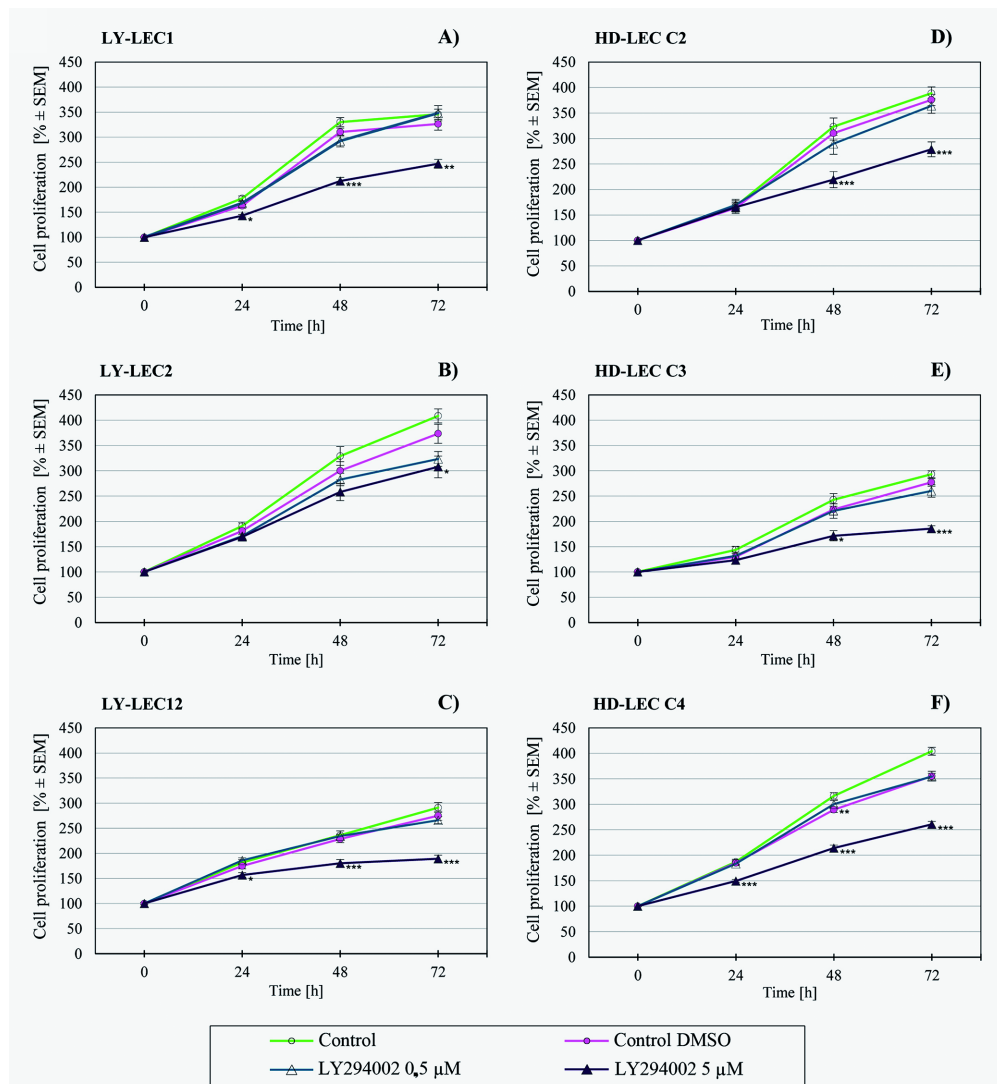 LY-LEC1 A)
Cell proliferation [% ± SEM]
450
400
350
300
250
200
150
100
50
0
*
***
**
0 24 48 72
Time [h]
HD-LEC C2 D)
Cell proliferation [% ± SEM]
450
400
350
300
250
200
150
100
50
0
***
***
0 24 48 72
Time [h]
LY-LEC2 B)
Cell proliferation [% ± SEM]
450
400
350
300
250
200
150
100
50
0
*
0 24 48 72
Time [h]
HD-LEC C3 E)
Cell proliferation [% ± SEM]
450
400
350
300
250
200
150
100
50
0
*
***
0 24 48 72
Time [h]
LY-LEC12 C)
Cell proliferation [% ± SEM]
450
400
350
300
250
200
150
100
50
0
*
***
***
0 24 48 72
Time [h]
HD-LEC C4 F)
Cell proliferation [% ± SEM]
450
400
350
300
250
200
150
100
50
0
***
**
***
***
0 24 48 72
Time [h]
Control Control DMSO
LY294002 0,5 µM LY294002 5 µM